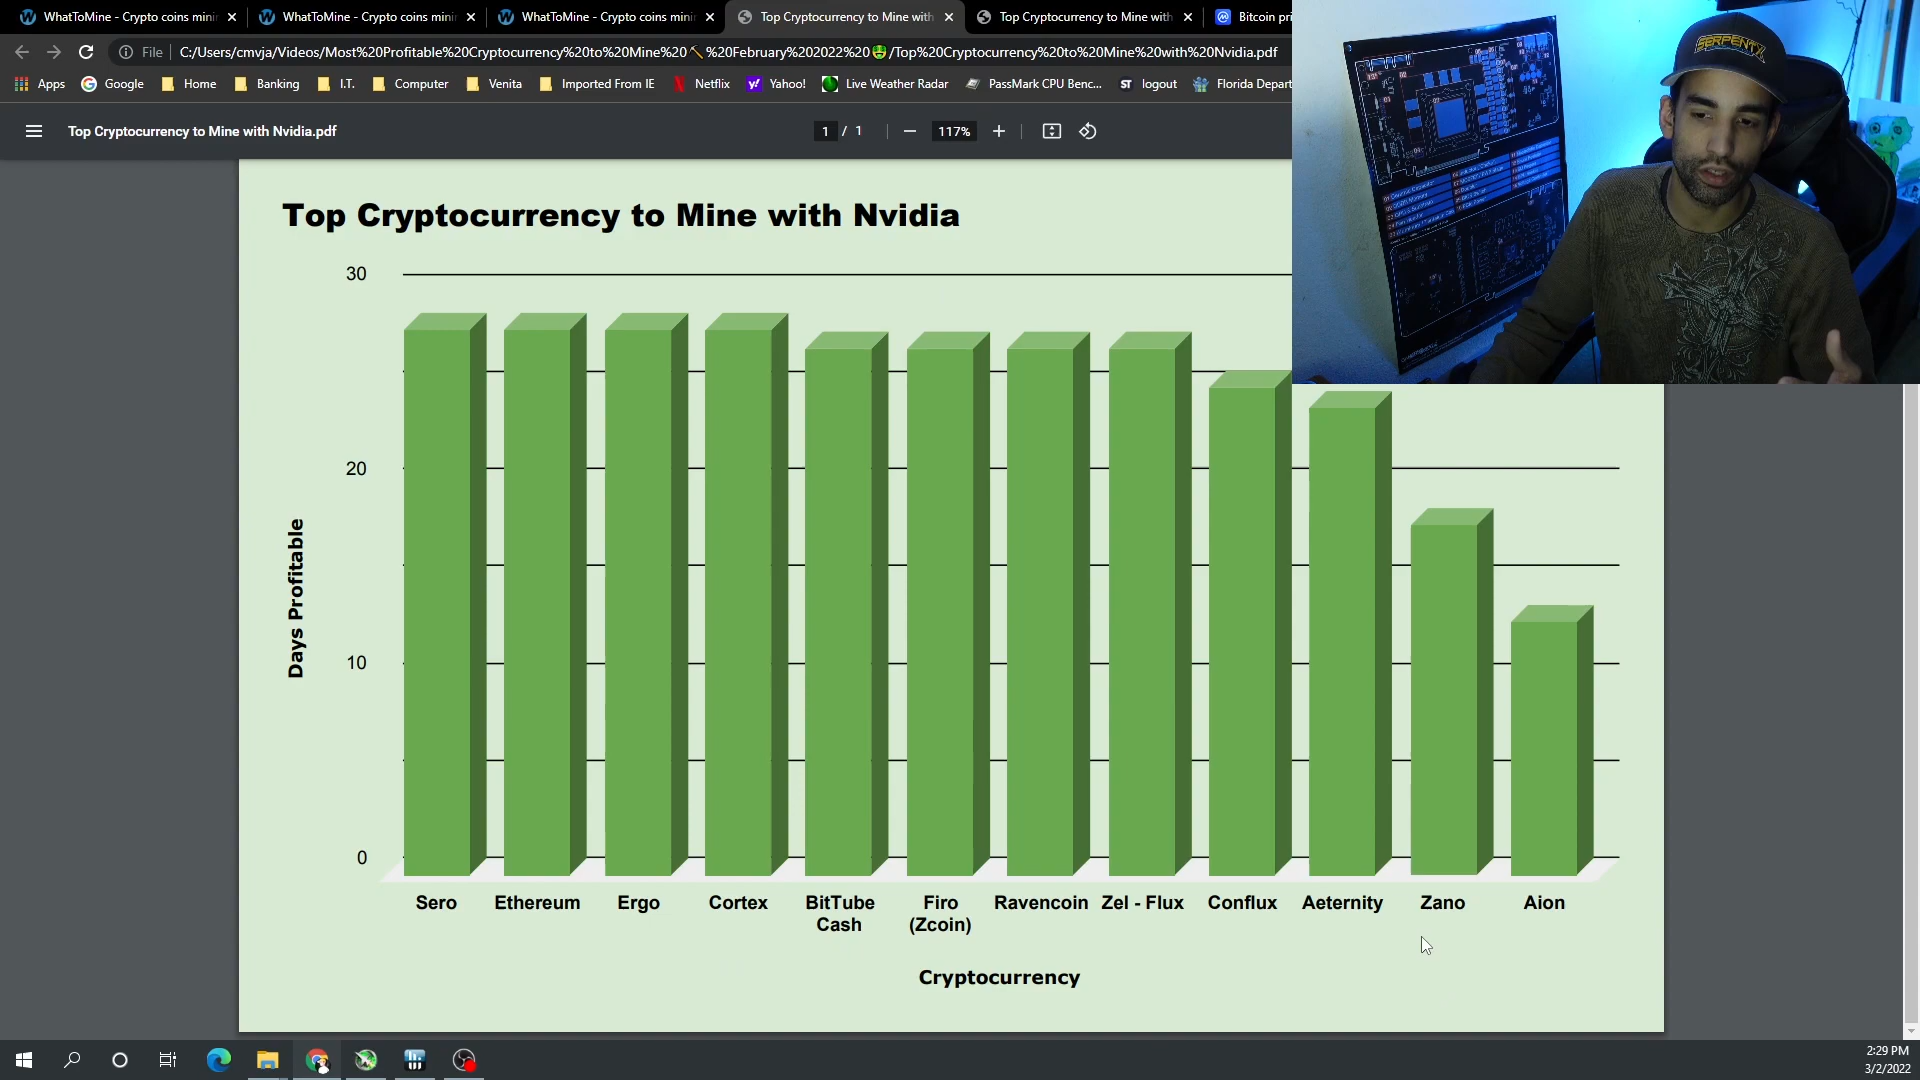 WhatToMine - Crypto coins mini
WhatToMine - Crypto coins mini
WhatToMine - Crypto coins mini
Top Cryptocurrency to Mine with
Top Cryptocurrency to Mine with
Bitcoin pri
File
C:/Users/cmvja/Videos/Most%20Profitable%20Cryptocurrency%20to%20Mine%20⛏%20February%202022%20🤑/Top%20Cryptocurrency%20to%20Mine%20with%20Nvidia.pdf
Apps
Google
Home
Banking
I.T.
Computer
Venita
Imported From IE
Netflix
Yahoo!
Live Weather Radar
PassMark CPU Benc...
ST logout
Florida Depart
Top Cryptocurrency to Mine with Nvidia.pdf
1 / 1
117%
SERPENTX
Top Cryptocurrency to Mine with Nvidia
30
20
10
0
Days Profitable
Sero
Ethereum
Ergo
Cortex
BitTube
Cash
Firo
(Zcoin)
Ravencoin
Zel - Flux
Conflux
Aeternity
Zano
Aion
Cryptocurrency
2:29 PM
3/2/2022